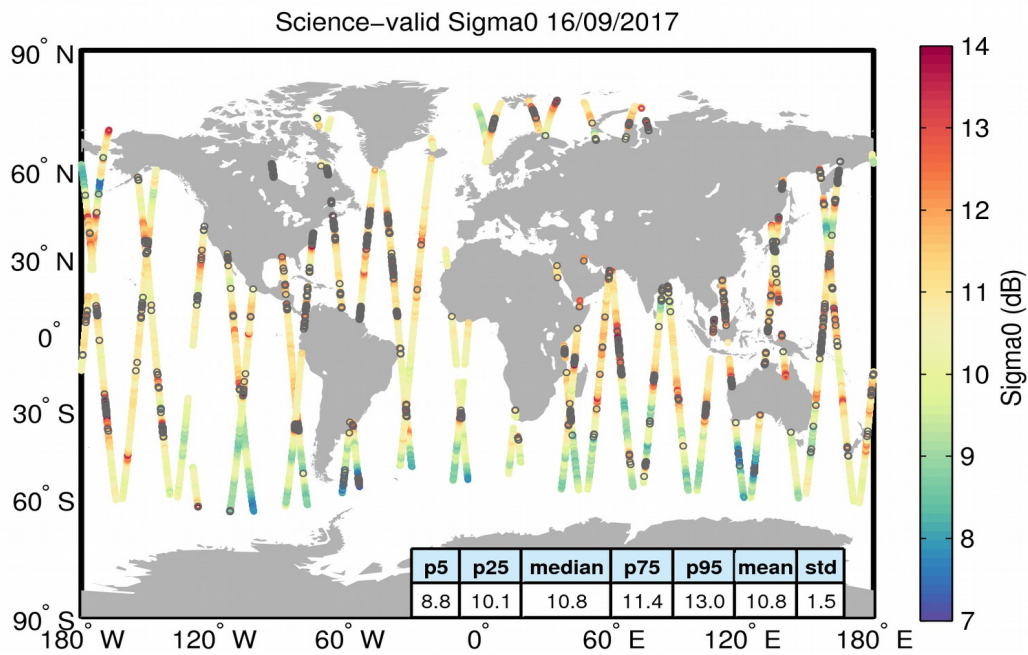 Science−valid Sigma0 16/09/2017
90° N
60° N
30° N
0°
30° S
60° S
90° S
180° W
120° W
60° W
0°
60° E
120° E
180° E
14
13
12
11
10
9
8
7
Sigma0 (dB)
p5 p25 median p75 p95 mean std
8.8 10.1 10.8 11.4 13.0 10.8 1.5